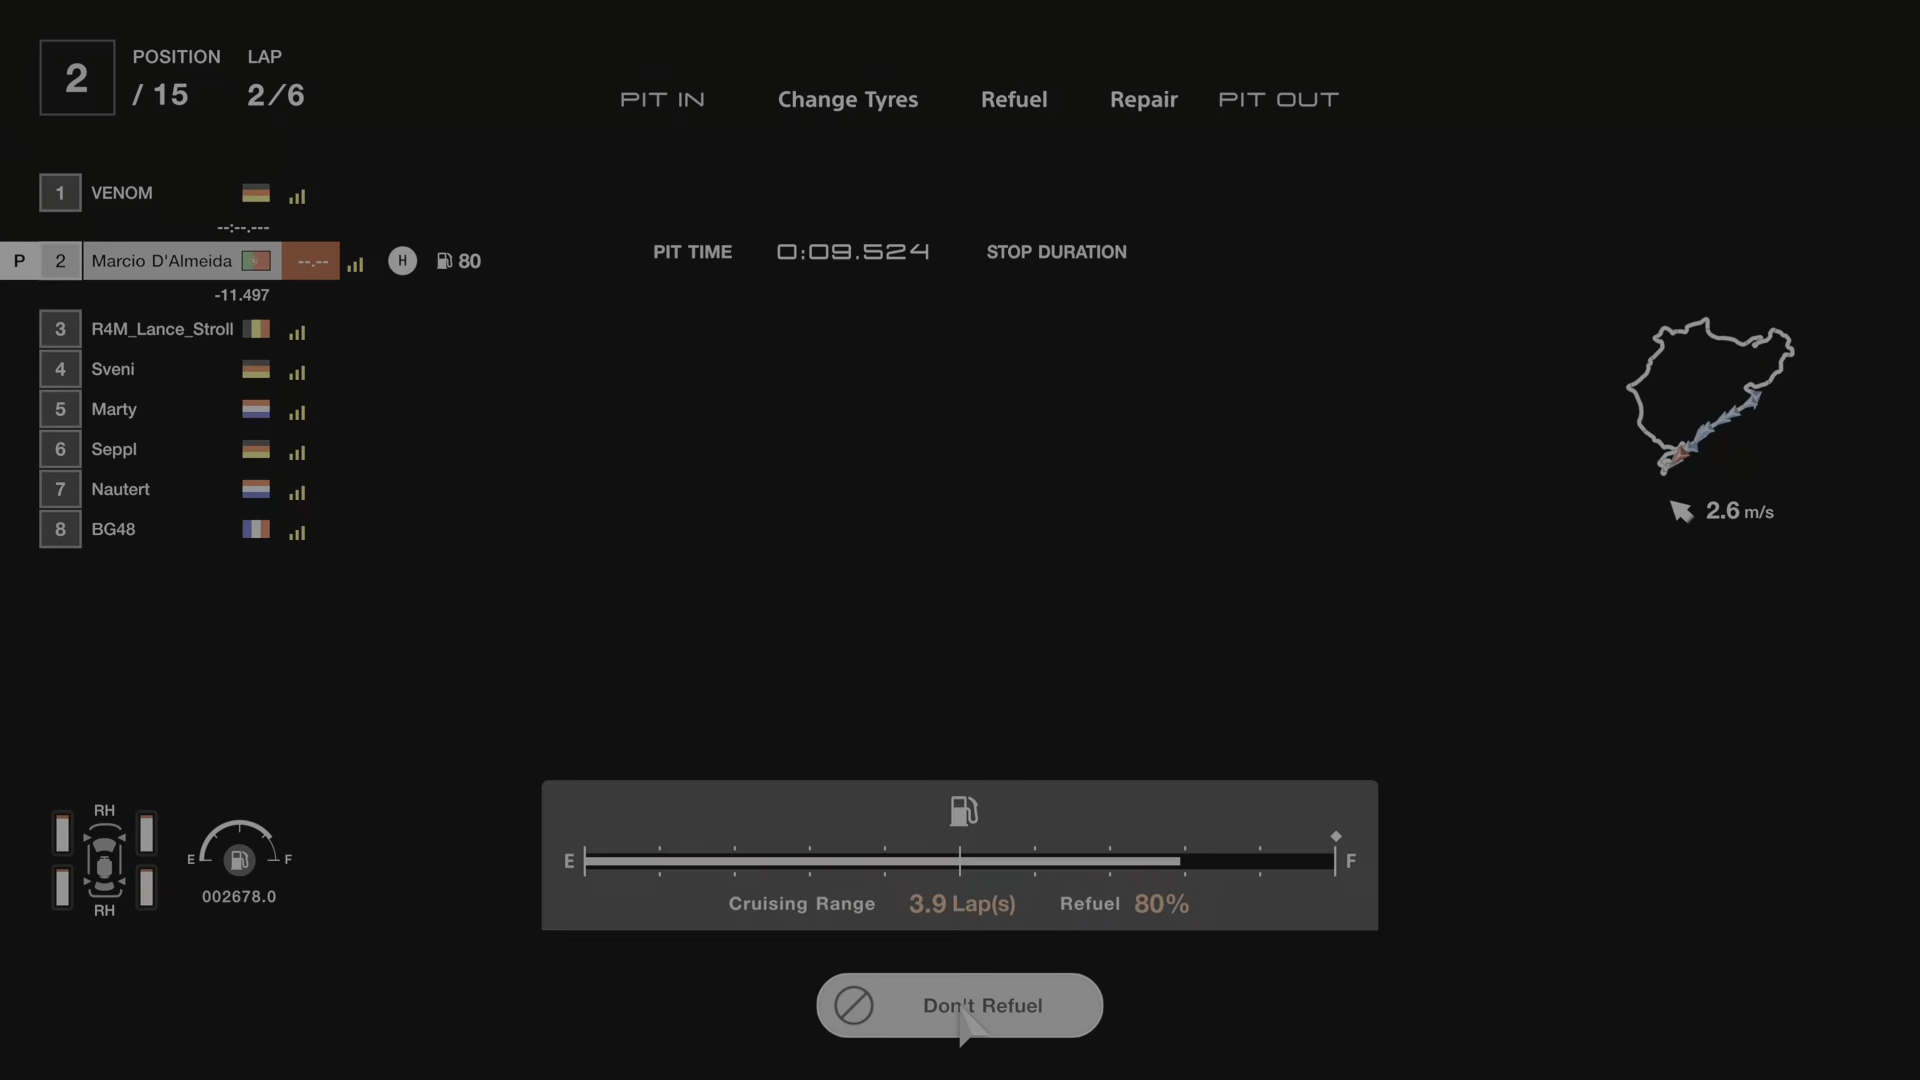 2 POSITION LAP
/ 15 2/6
PIT IN Change Tyres Refuel Repair PIT OUT
1 VENOM
--:--.---
P 2 Marcio D'Almeida --.-- H 80
-11.497
PIT TIME 0:09.524 STOP DURATION
3 R4M_Lance_Stroll
4 Sveni
5 Marty
6 Seppl
7 Nautert
8 BG48
2.6 m/s
RH
E F
002678.0
RH
E F
Cruising Range 3.9 Lap(s) Refuel 80%
Don't Refuel